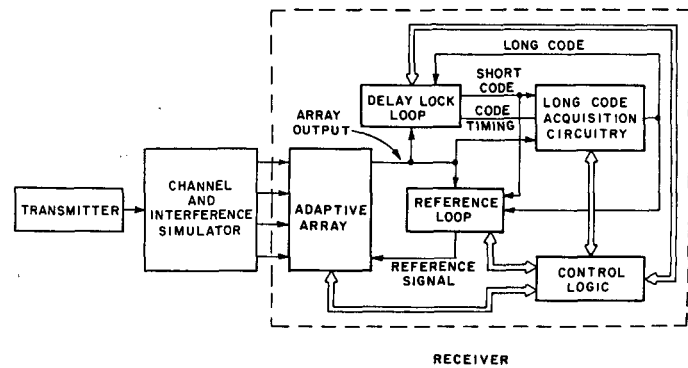 LONG CODE
SHORT
CODE
DELAY LOCK
LOOP
CODE
TIMING
LONG CODE
ACQUISITION
CIRCUITRY
ARRAY
OUTPUT
TRANSMITTER
CHANNEL
AND
INTERFERENCE
SIMULATOR
ADAPTIVE
ARRAY
REFERENCE
LOOP
REFERENCE
SIGNAL
CONTROL
LOGIC
RECEIVER